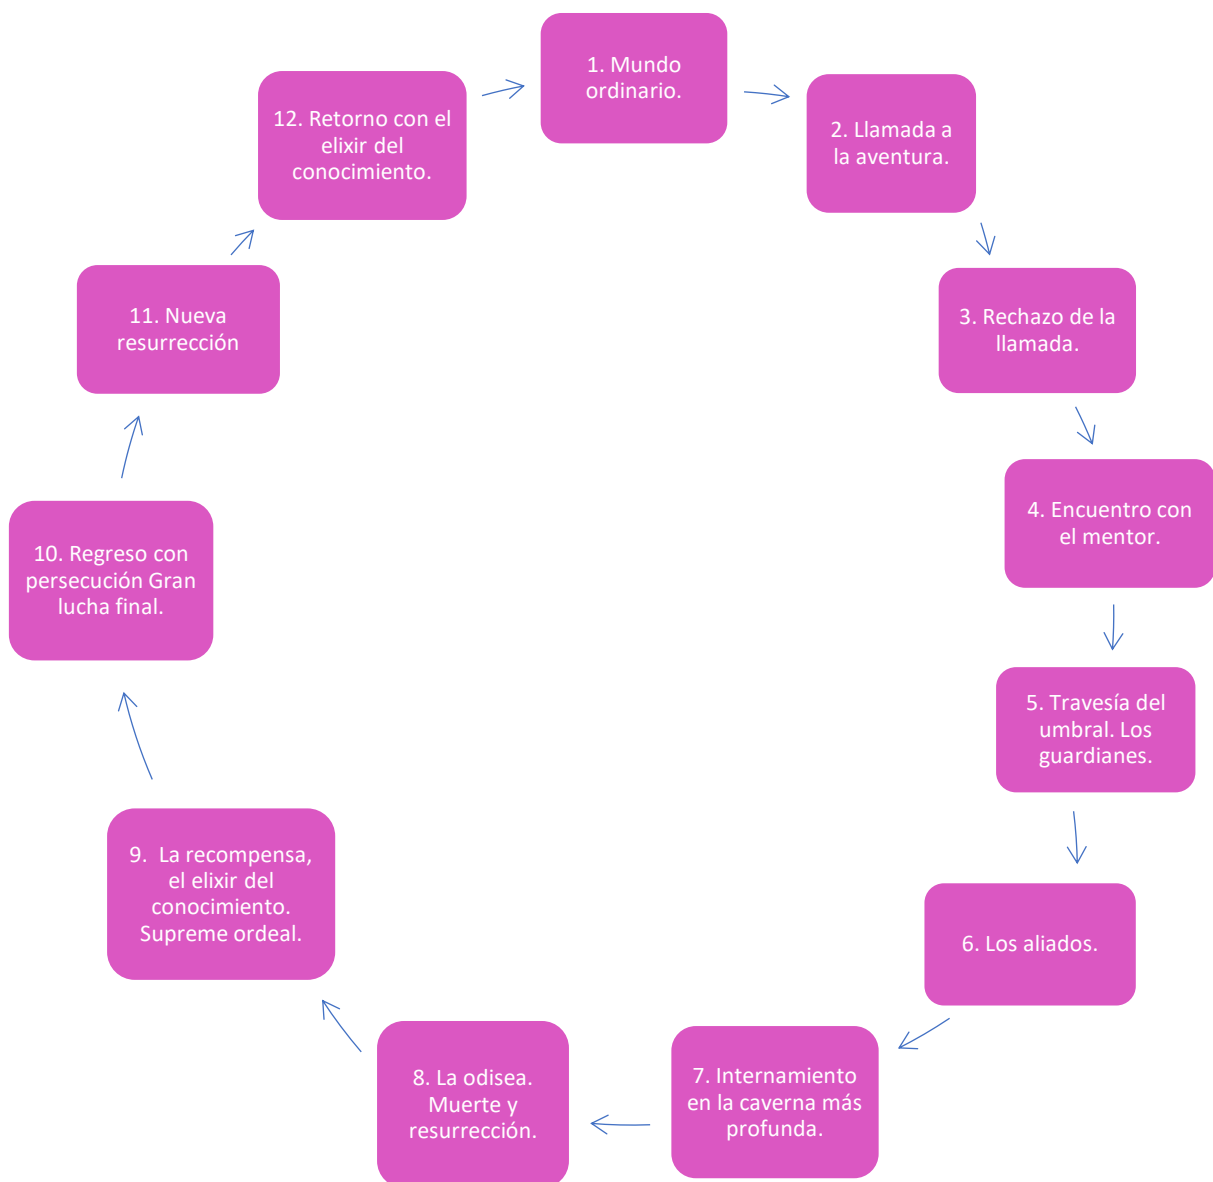 1. Mundo
ordinario.
2. Llamada a
la aventura.
3. Rechazo de la
llamada.
4. Encuentro con
el mentor.
5. Travesía del
umbral. Los
guardianes.
6. Los aliados.
7. Internamiento
en la caverna más
profunda.
8. La odisea.
Muerte y
resurrección.
9. La recompensa,
el elixir del
conocimiento.
Supreme ordeal.
10. Regreso con
persecución Gran
lucha final.
11. Nueva
resurrección
12. Retorno con el
elixir del
conocimiento.